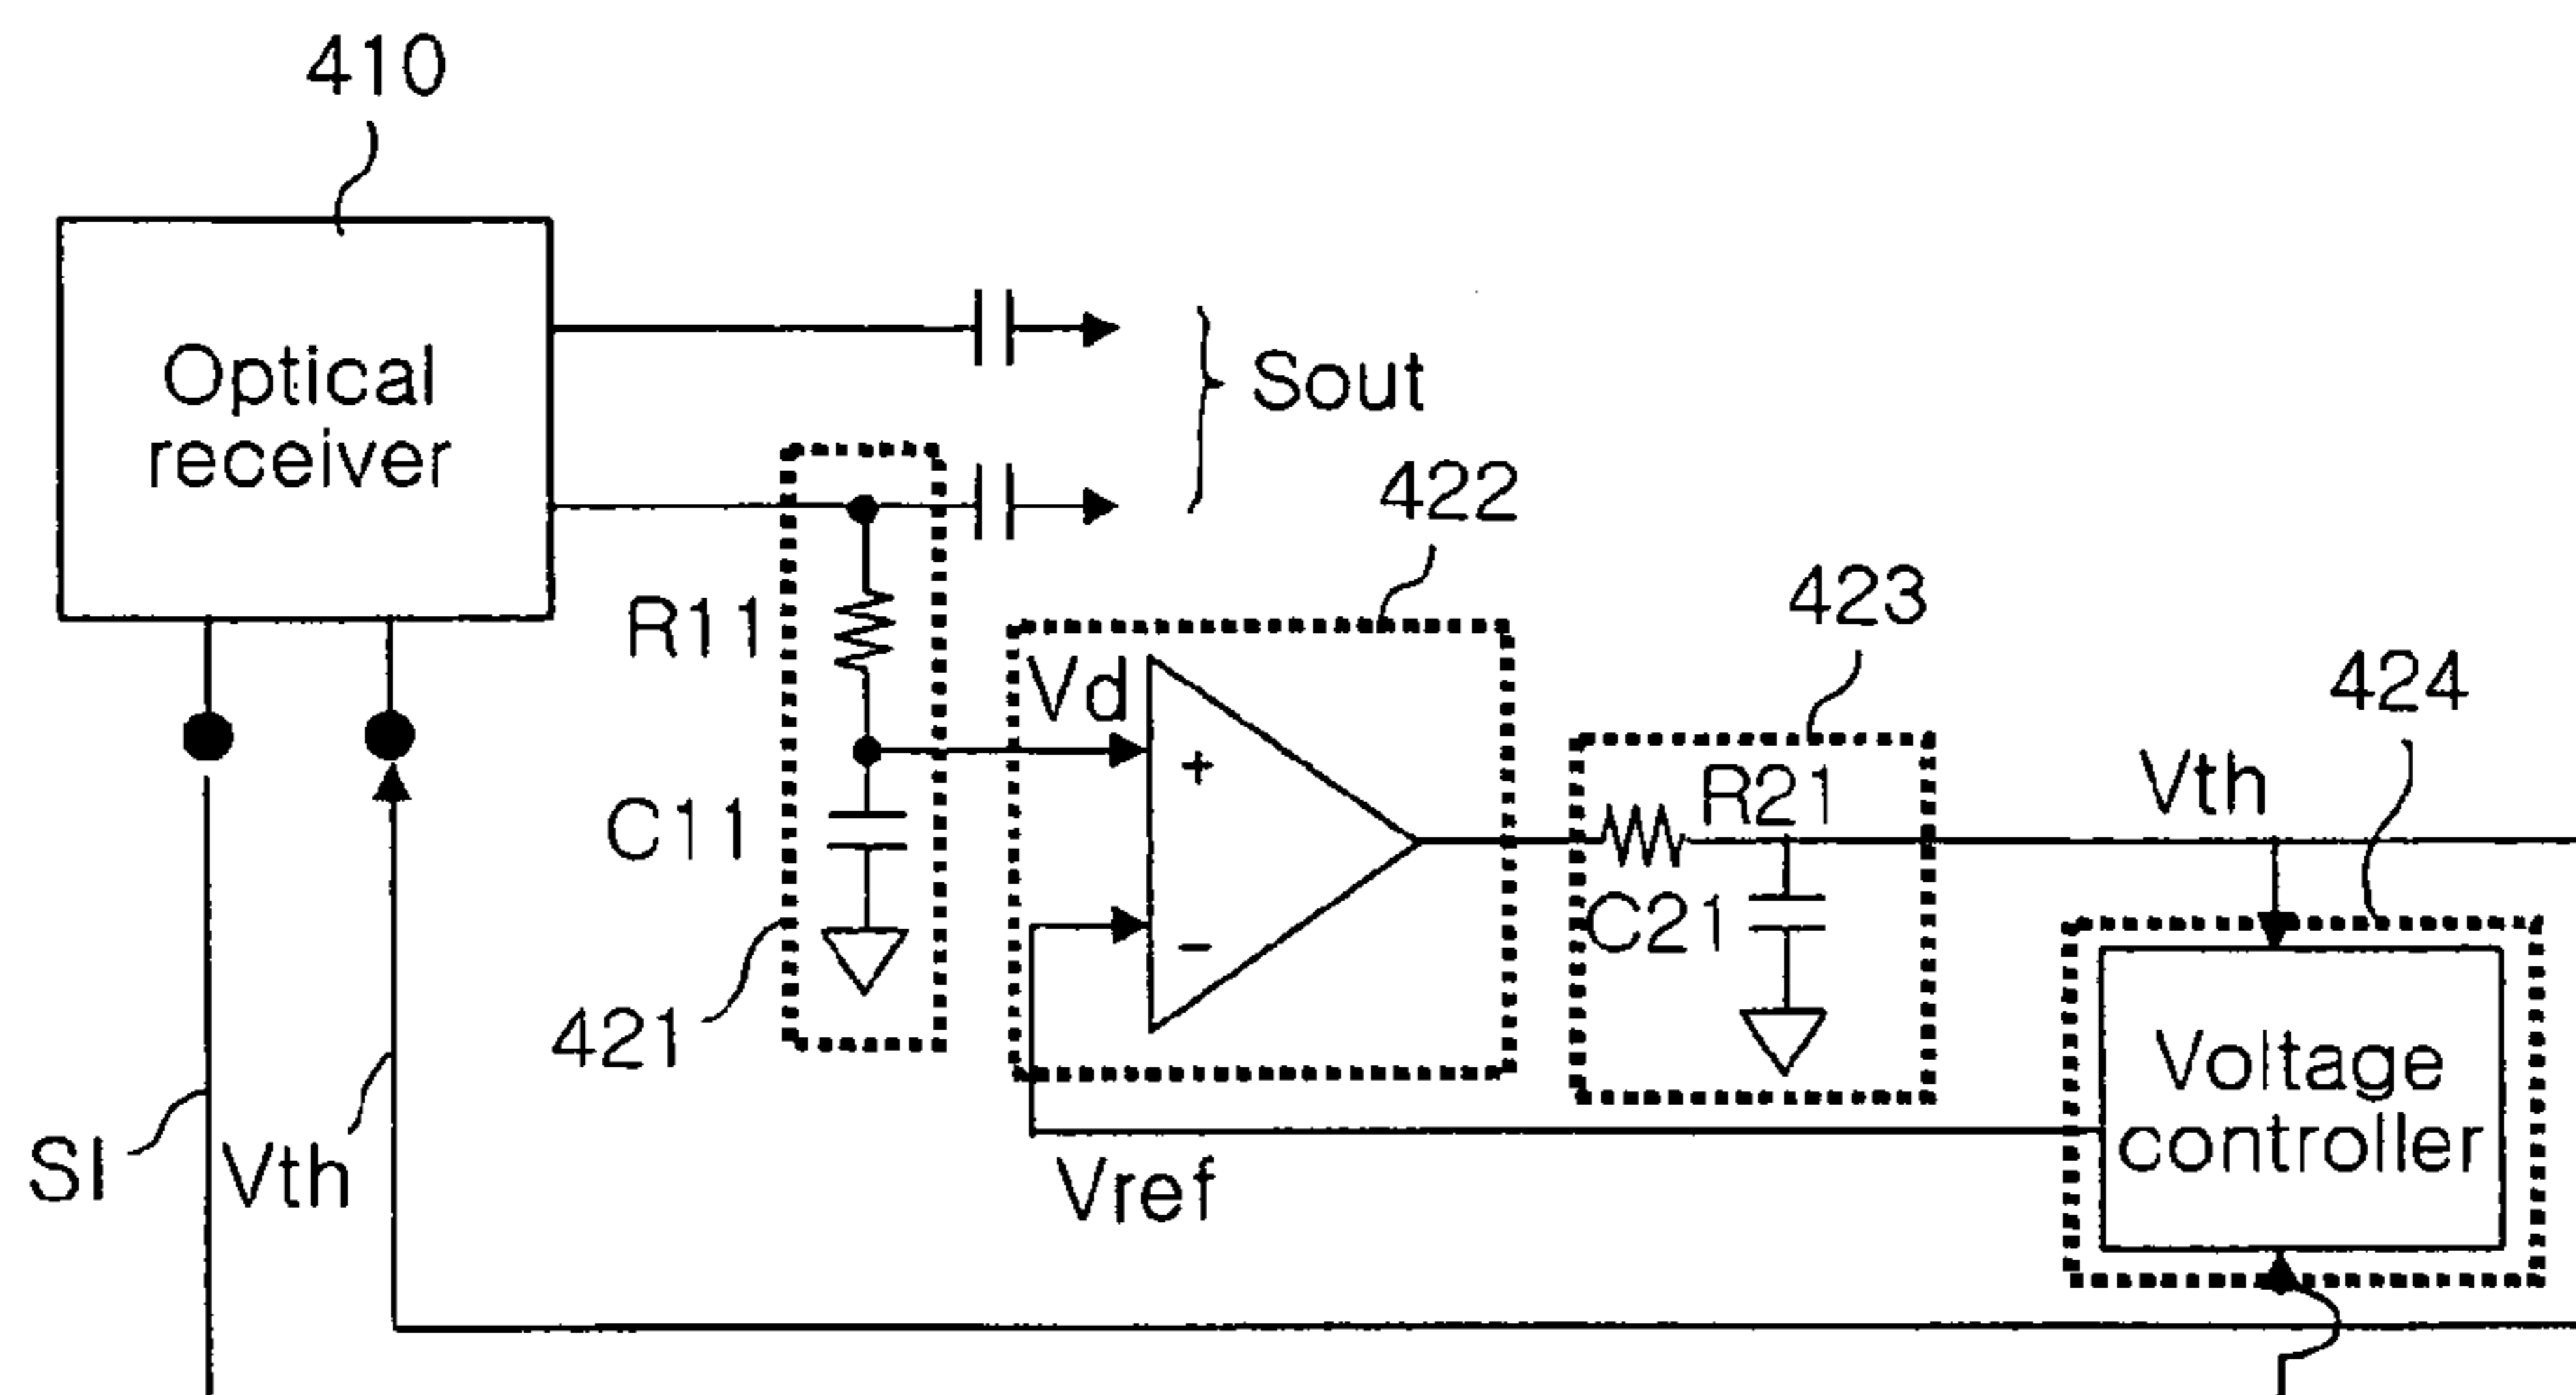 410
Optical
receiver
Sout
422
R11
423
Vd
424
+
R21
Vth
C11
C21
−
421
Voltage
controller
SI
Vth
Vref